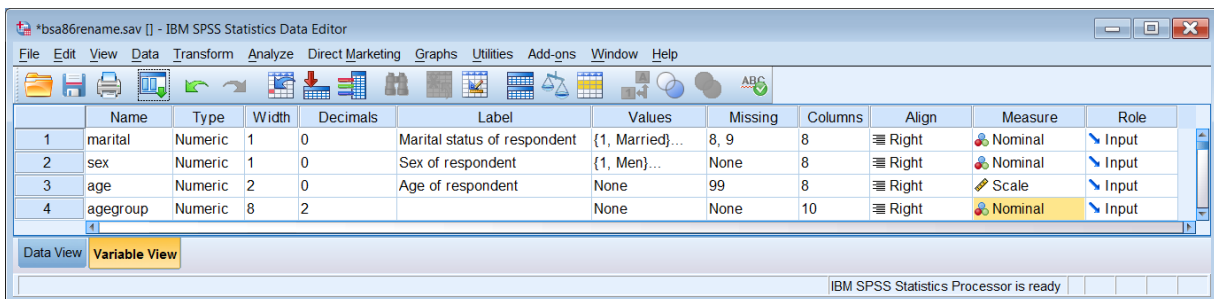 *bsa86rename.sav [] - IBM SPSS Statistics Data Editor
File Edit View Data Transform Analyze Direct Marketing Graphs Utilities Add-ons Window Help
Name Type Width Decimals Label Values Missing Columns Align Measure Role
1 marital Numeric 1 0 Marital status of respondent {1, Married}... 8, 9 8 Right Nominal Input
2 sex Numeric 1 0 Sex of respondent {1, Men}... None 8 Right Nominal Input
3 age Numeric 2 0 Age of respondent None 99 8 Right Scale Input
4 agegroup Numeric 8 2 None None 10 Right Nominal Input
Data View Variable View
IBM SPSS Statistics Processor is ready